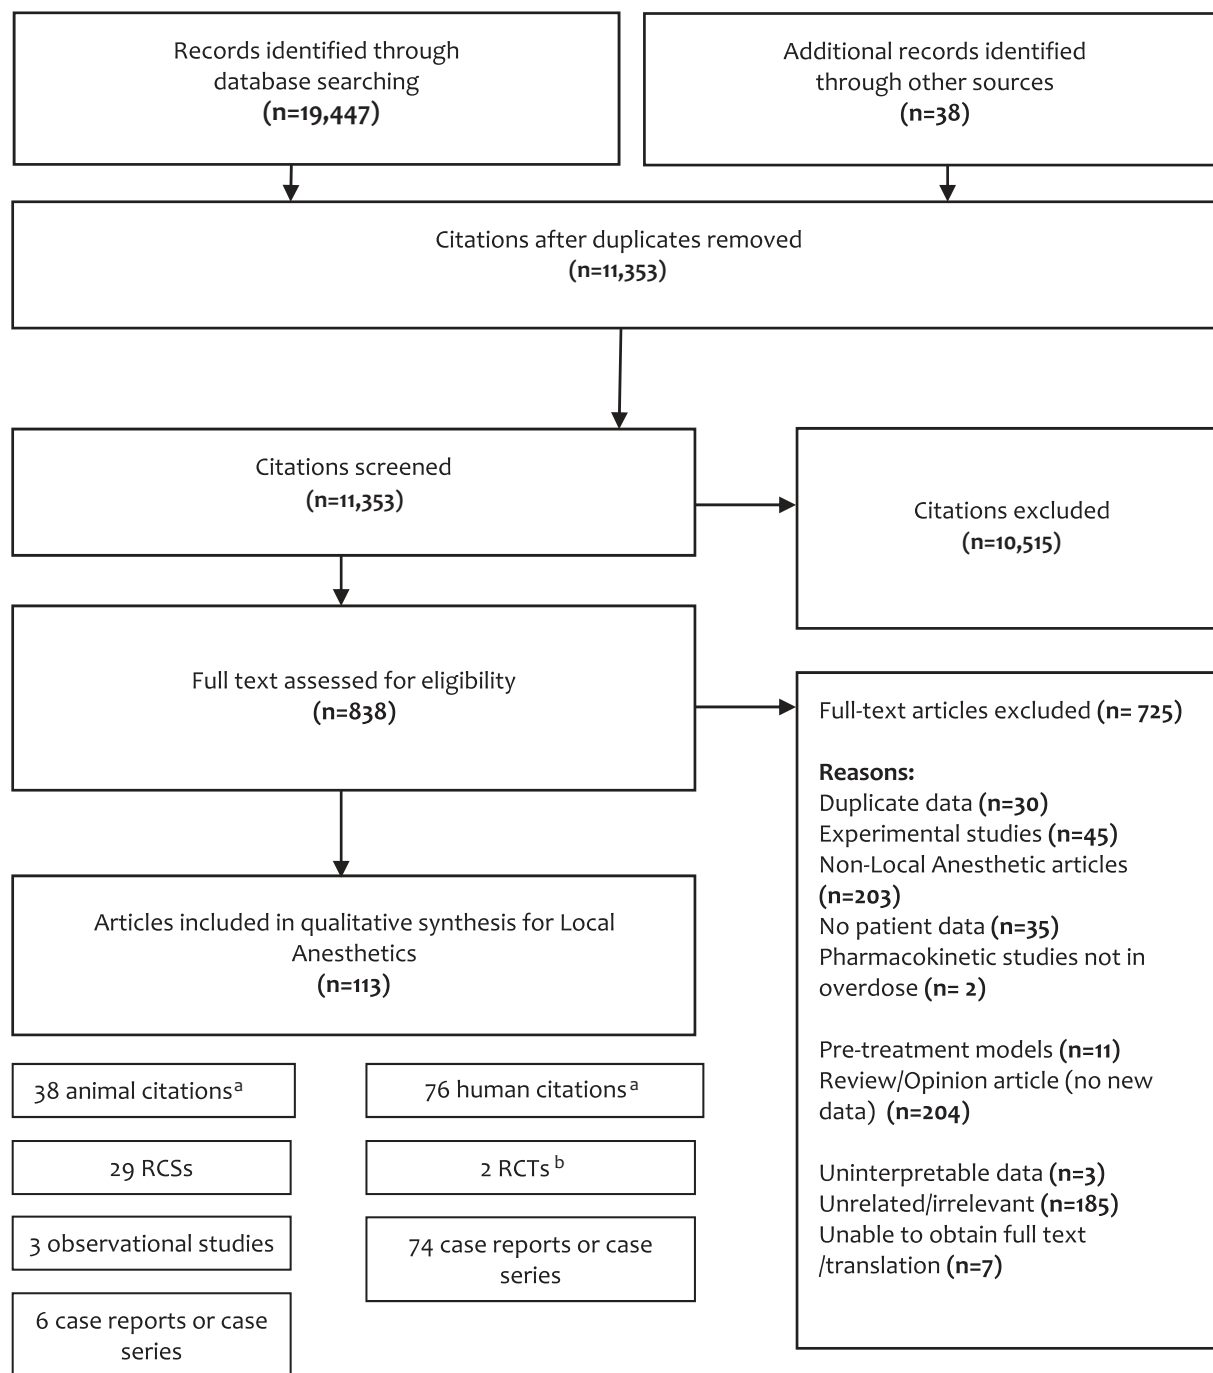 Records identified through
database searching
(n=19,447)
Additional records identified
through other sources
(n=38)
Citations after duplicates removed
(n=11,353)
Citations screened
(n=11,353)
Citations excluded
(n=10,515)
Full text assessed for eligibility
(n=838)
Full-text articles excluded (n= 725)
Reasons:
Duplicate data (n=30)
Experimental studies (n=45)
Non-Local Anesthetic articles
(n=203)
No patient data (n=35)
Pharmacokinetic studies not in
overdose (n= 2)
Pre-treatment models (n=11)
Review/Opinion article (no new
data) (n=204)
Uninterpretable data (n=3)
Unrelated/irrelevant (n=185)
Unable to obtain full text
/translation (n=7)
Articles included in qualitative synthesis for Local
Anesthetics
(n=113)
38 animal citations a
29 RCSs
3 observational studies
6 case reports or case
series
76 human citations a
2 RCTs b
74 case reports or case
series